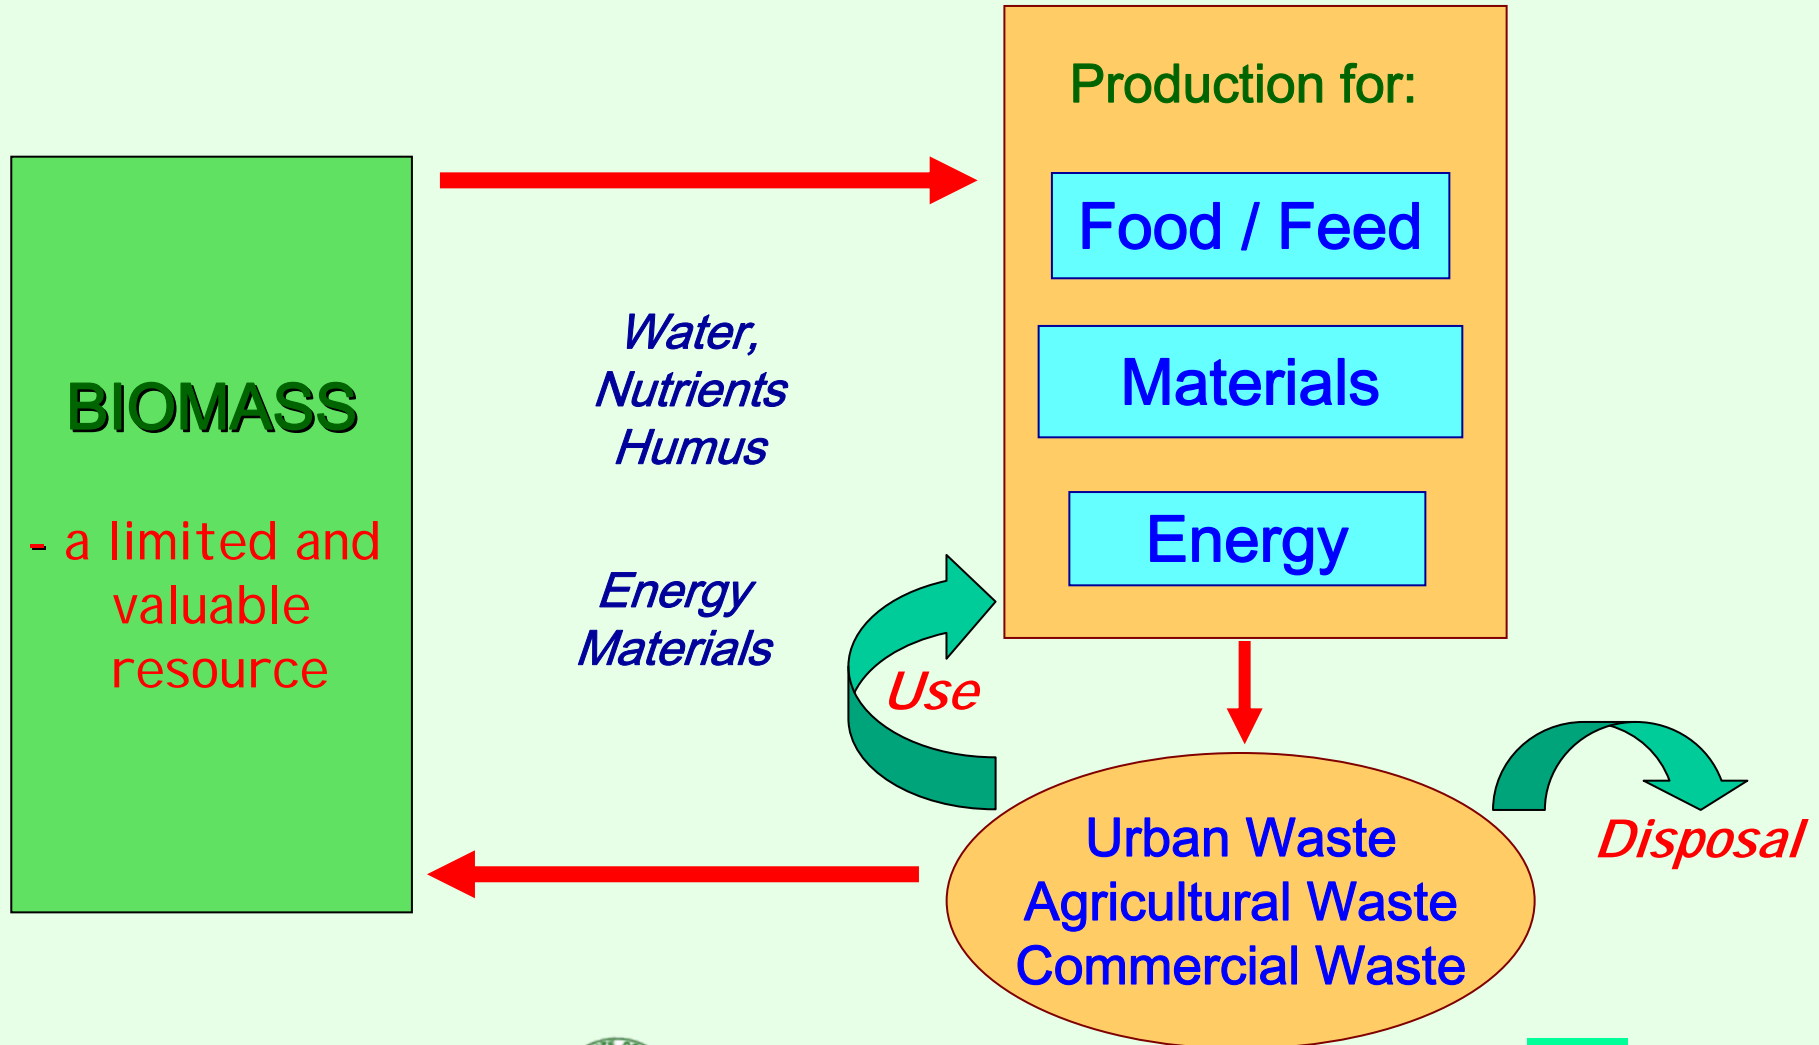 BIOMASS
- a limited and
valuable
resource
Water,
Nutrients
Humus
Energy
Materials
Production for:
Food / Feed
Materials
Energy
Use
Urban Waste
Agricultural Waste
Commercial Waste
Disposal